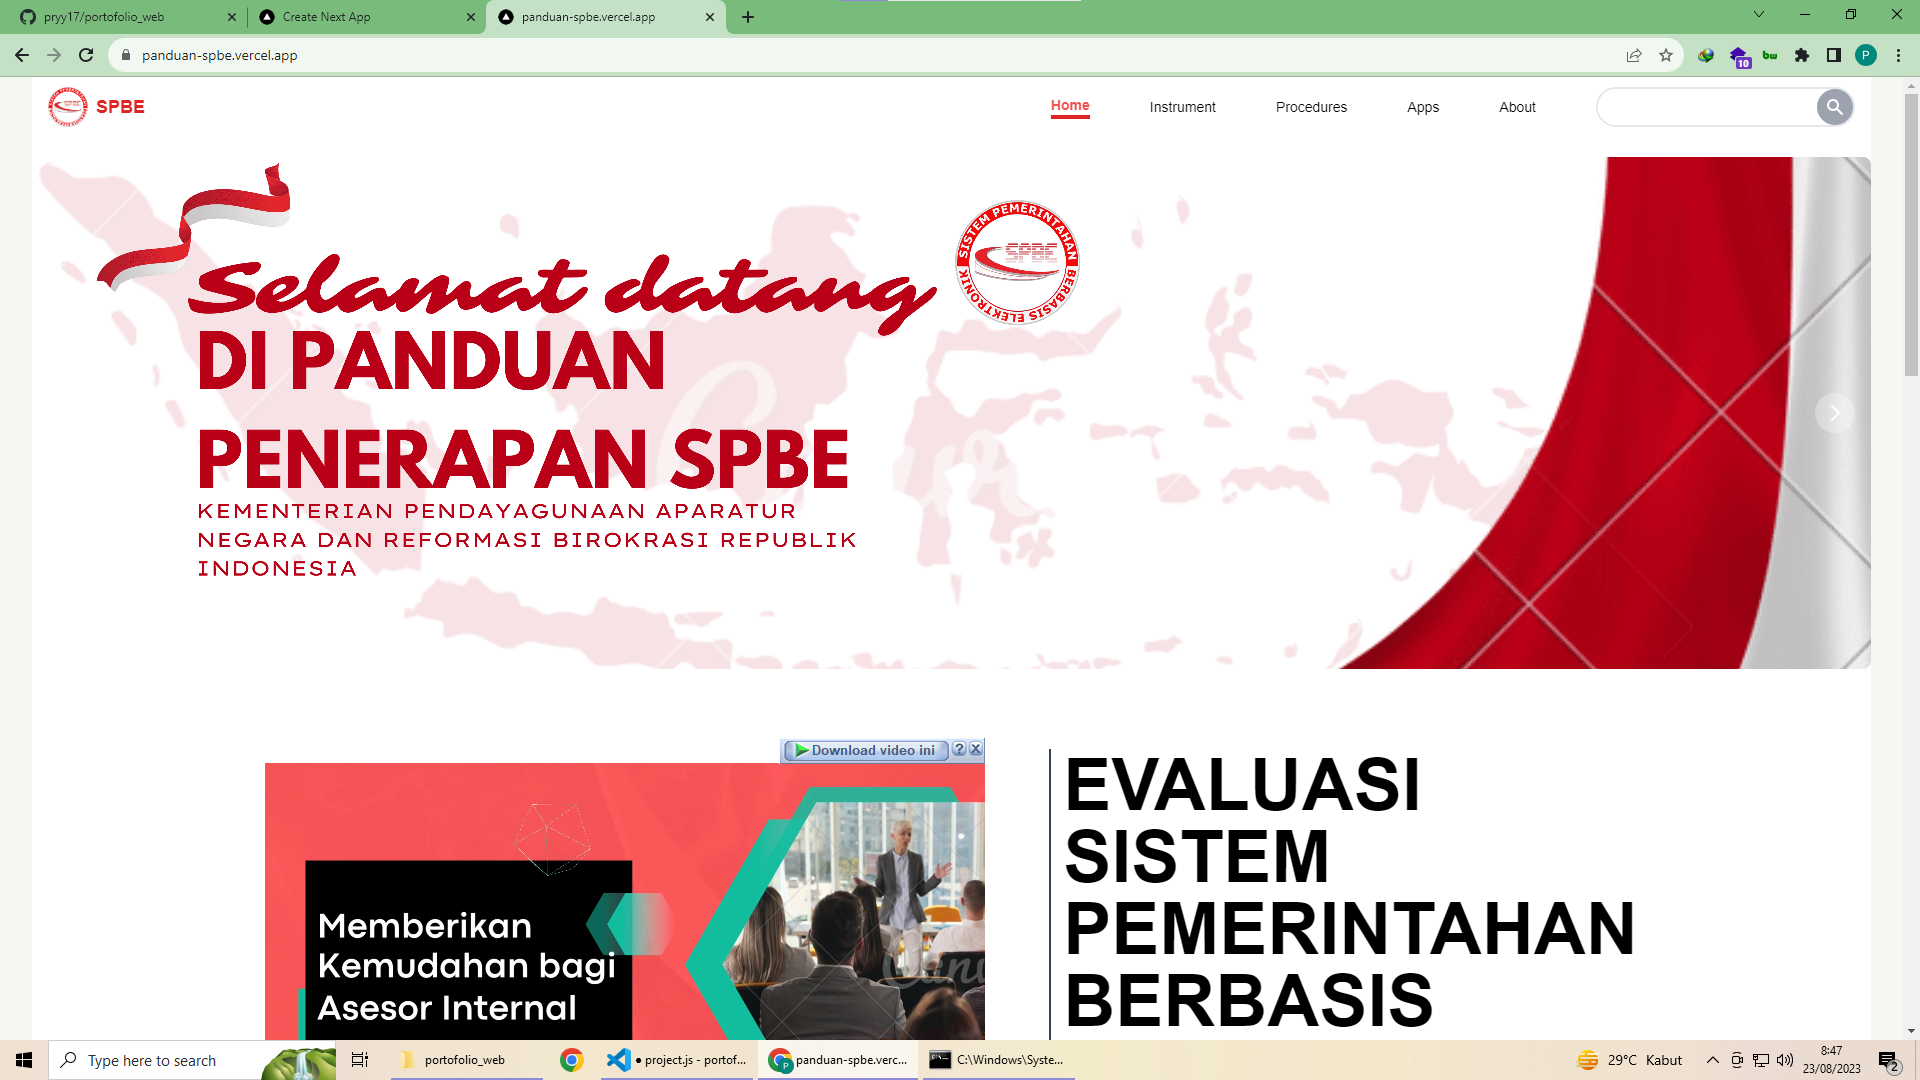 pryy17/portofolio_web
Create Next App
panduan-spbe.vercel.app
panduan-spbe.vercel.app
10
bw
P
SPBE
Home
Instrument
Procedures
Apps
About
Selamat datang
SISTEM PEMERINTAHAN BERBASIS ELEKTRONIK
SPBE
DI PANDUAN
PENERAPAN SPBE
KEMENTERIAN PENDAYAGUNAAN APARATUR
NEGARA DAN REFORMASI BIROKRASI REPUBLIK
INDONESIA
Download video ini
?
X
Memberikan
Kemudahan bagi
Asesor Internal
EVALUASI
SISTEM
PEMERINTAHAN
BERBASIS
Type here to search
portofolio_web
● project.js - portof...
P
panduan-spbe.verc...
C:\Windows\Syste...
29°C Kabut
8:47
23/08/2023
2